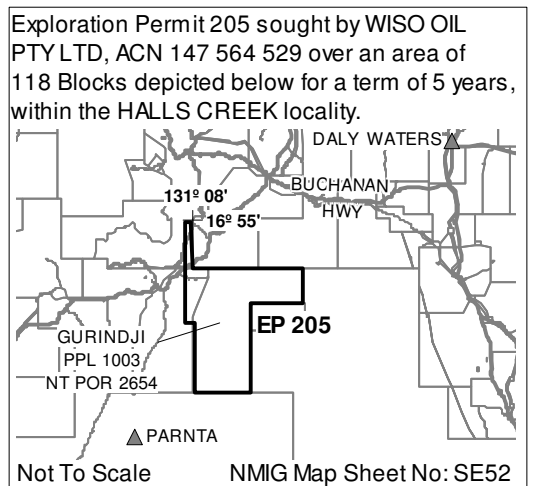 Exploration Permit 205 sought by WISO OIL
PTY LTD, ACN 147 564 529 over an area of
118 Blocks depicted below for a term of 5 years,
within the HALLS CREEK locality.
DALY WATERS
BUCHANAN
HWY
131º 08'
16º 55'
EP 205
GURINDJI
PPL 1003
NT POR 2654
PARNTA
Not To Scale NMIG Map Sheet No: SE52